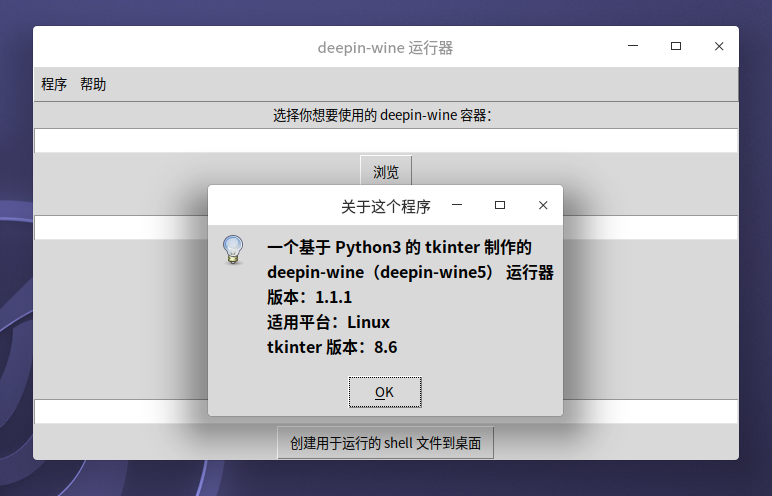 deepin-wine 运行器
程序 帮助
选择你想要使用的 deepin-wine 容器：
浏览
关于这个程序
一个基于 Python3 的 tkinter 制作的
deepin-wine（deepin-wine5） 运行器
版本：1.1.1
适用平台：Linux
tkinter 版本：8.6
OK
创建用于运行的 shell 文件到桌面